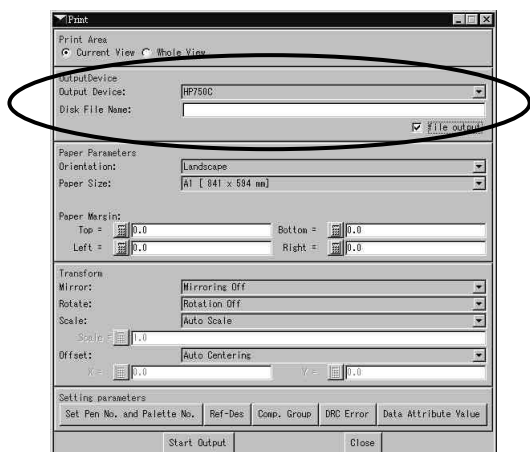 Print
Print Area
Current View Whole View
OutputDevice
Output Device: HP750C
Disk File Name:
File output
Paper Parameters
Orientation: Landscape
Paper Size: A1 [ 841 x 594 mm]
Paper Margin:
Top = 0.0 Bottom = 0.0
Left = 0.0 Right = 0.0
Transform
Mirror: Mirroring Off
Rotate: Rotation Off
Scale: Auto Scale
Scale = 1.0
Offset: Auto Centering
X = 0.0 Y = 0.0
Setting parameters
Set Pen No. and Palette No. Ref-Des Comp. Group DRC Error Data Attribute Value
Start Output Close